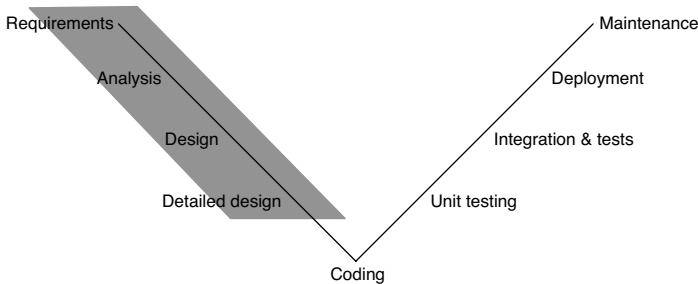 Requirements
Maintenance
Analysis
Deployment
Design
Integration & tests
Detailed design
Unit testing
Coding